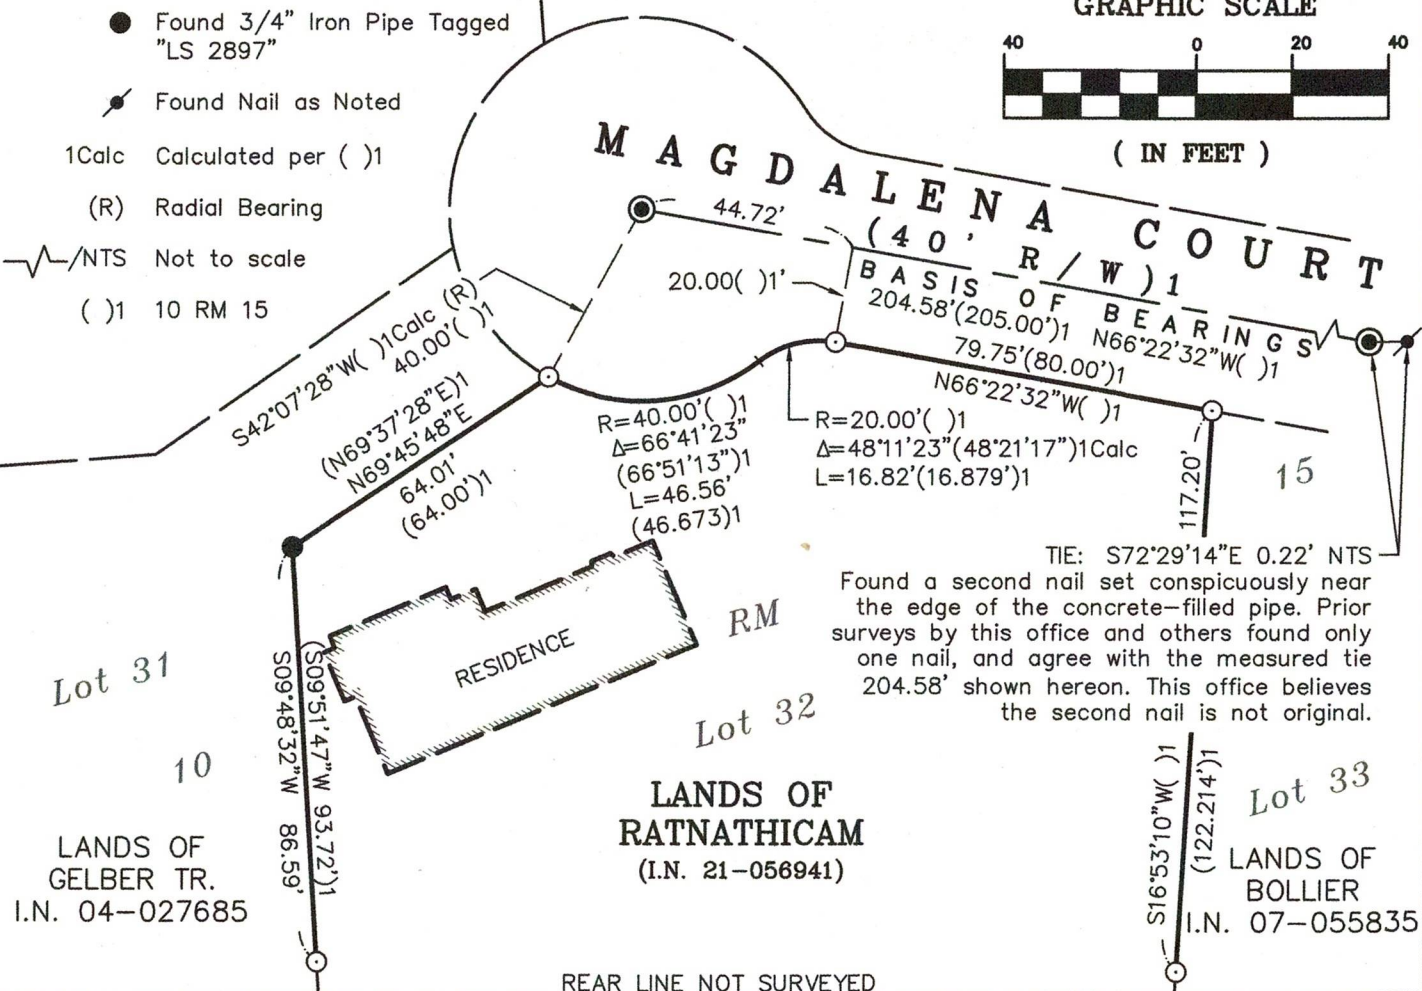 Found 3/4" Iron Pipe Tagged
"LS 2897"
Found Nail as Noted
1Calc Calculated per ( )1
(R) Radial Bearing
/NTS Not to scale
( )1 10 RM 15
GRAPHIC SCALE
40 0 20 40
( IN FEET )
MAGDALENA COURT
(40' R/W)1
44.72'
20.00( )1'
BASIS OF BEARINGS
204.58'(205.00')1 N66°22'32"W( )1
79.75'(80.00')1
N66°22'32"W( )1
S42°07'28"W( )1Calc (R)
40.00'( )1
(N69°37'28"E)1
N69°45'48"E
64.01'
(64.00')1
R=40.00'( )1
Δ=66°41'23"
(66°51'13")1
L=46.56'
(46.673)1
R=20.00'( )1
Δ=48°11'23"(48°21'17")1Calc
L=16.82'(16.879')1
117.20'
15
TIE: S72°29'14"E 0.22' NTS
Found a second nail set conspicuously near
the edge of the concrete-filled pipe. Prior
surveys by this office and others found only
one nail, and agree with the measured tie
204.58' shown hereon. This office believes
the second nail is not original.
RESIDENCE
RM
Lot 31
Lot 32
10
S09°48'32"W 86.59'
(S09°51'47"W 93.72')1
LANDS OF
RATNATHICAM
(I.N. 21-056941)
LANDS OF
GELBER TR.
I.N. 04-027685
S16°53'10"W( )1
(122.214')1
Lot 33
LANDS OF
BOLLIER
I.N. 07-055835
REAR LINE NOT SURVEYED